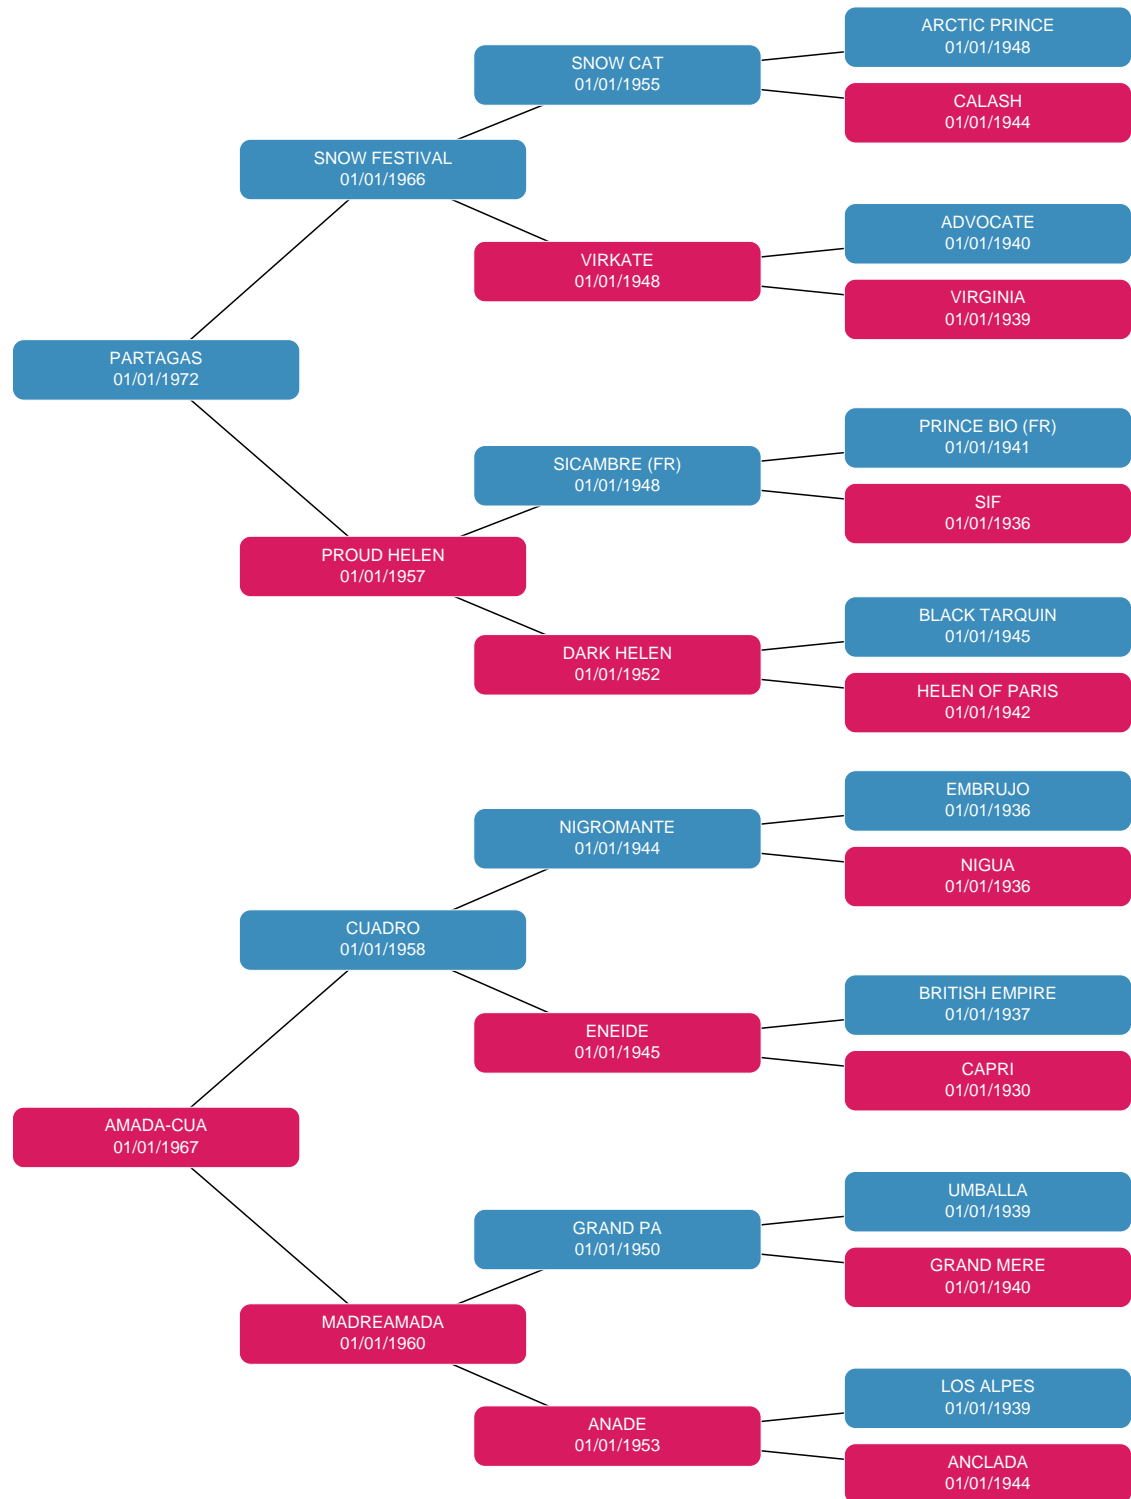 ARCTIC PRINCE
01/01/1948
SNOW CAT
01/01/1955
CALASH
01/01/1944
SNOW FESTIVAL
01/01/1966
ADVOCATE
01/01/1940
VIRKATE
01/01/1948
VIRGINIA
01/01/1939
PARTAGAS
01/01/1972
PRINCE BIO (FR)
01/01/1941
SICAMBRE (FR)
01/01/1948
SIF
01/01/1936
PROUD HELEN
01/01/1957
BLACK TARQUIN
01/01/1945
DARK HELEN
01/01/1952
HELEN OF PARIS
01/01/1942
EMBRUJO
01/01/1936
NIGROMANTE
01/01/1944
NIGUA
01/01/1936
CUADRO
01/01/1958
BRITISH EMPIRE
01/01/1937
ENEIDE
01/01/1945
CAPRI
01/01/1930
AMADA-CUA
01/01/1967
UMBALLA
01/01/1939
GRAND PA
01/01/1950
GRAND MERE
01/01/1940
MADREAMADA
01/01/1960
LOS ALPES
01/01/1939
ANADE
01/01/1953
ANCLADA
01/01/1944